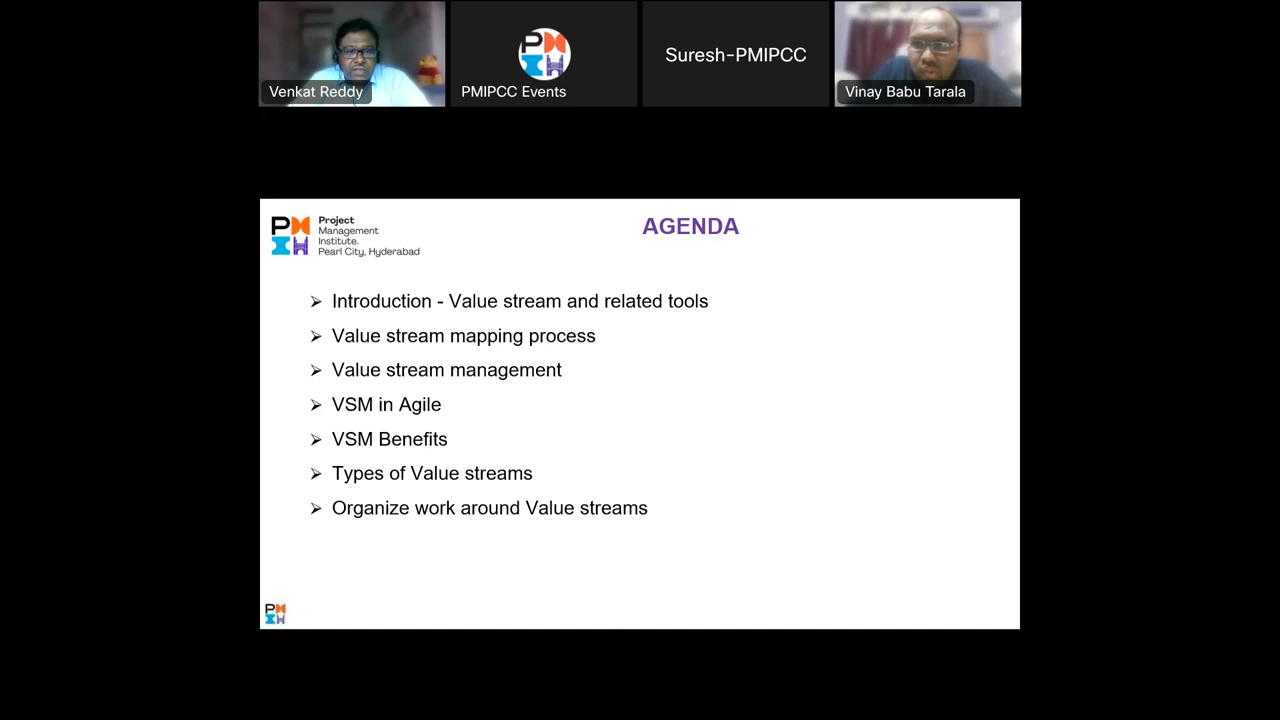 Venkat Reddy
PM
PMIPCC Events
Suresh-PMIPCC
Vinay Babu Tarala
Project
Management
Institute.
Pearl City, Hyderabad
AGENDA
Introduction - Value stream and related tools
Value stream mapping process
Value stream management
VSM in Agile
VSM Benefits
Types of Value streams
Organize work around Value streams